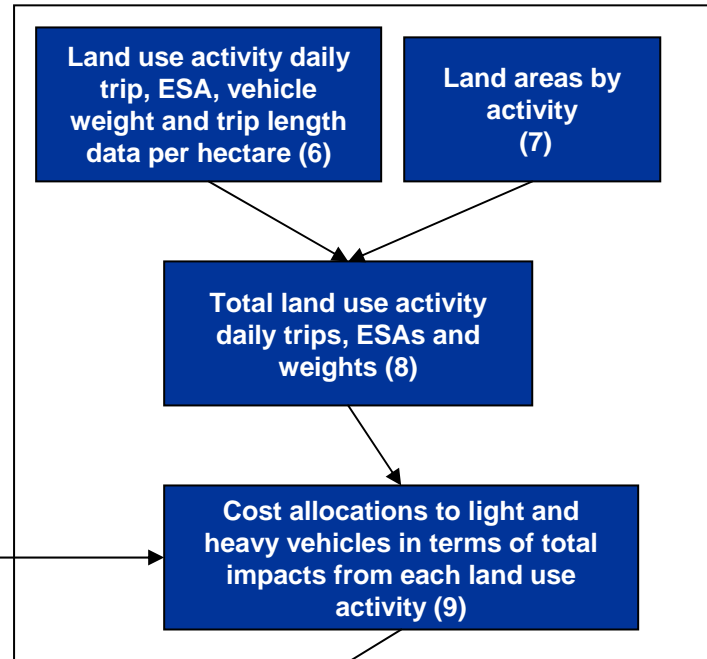 Land use activity daily
trip, ESA, vehicle
weight and trip length
data per hectare (6)
Land areas by
activity
(7)
Total land use activity
daily trips, ESAs and
weights (8)
Cost allocations to light and
heavy vehicles in terms of total
impacts from each land use
activity (9)